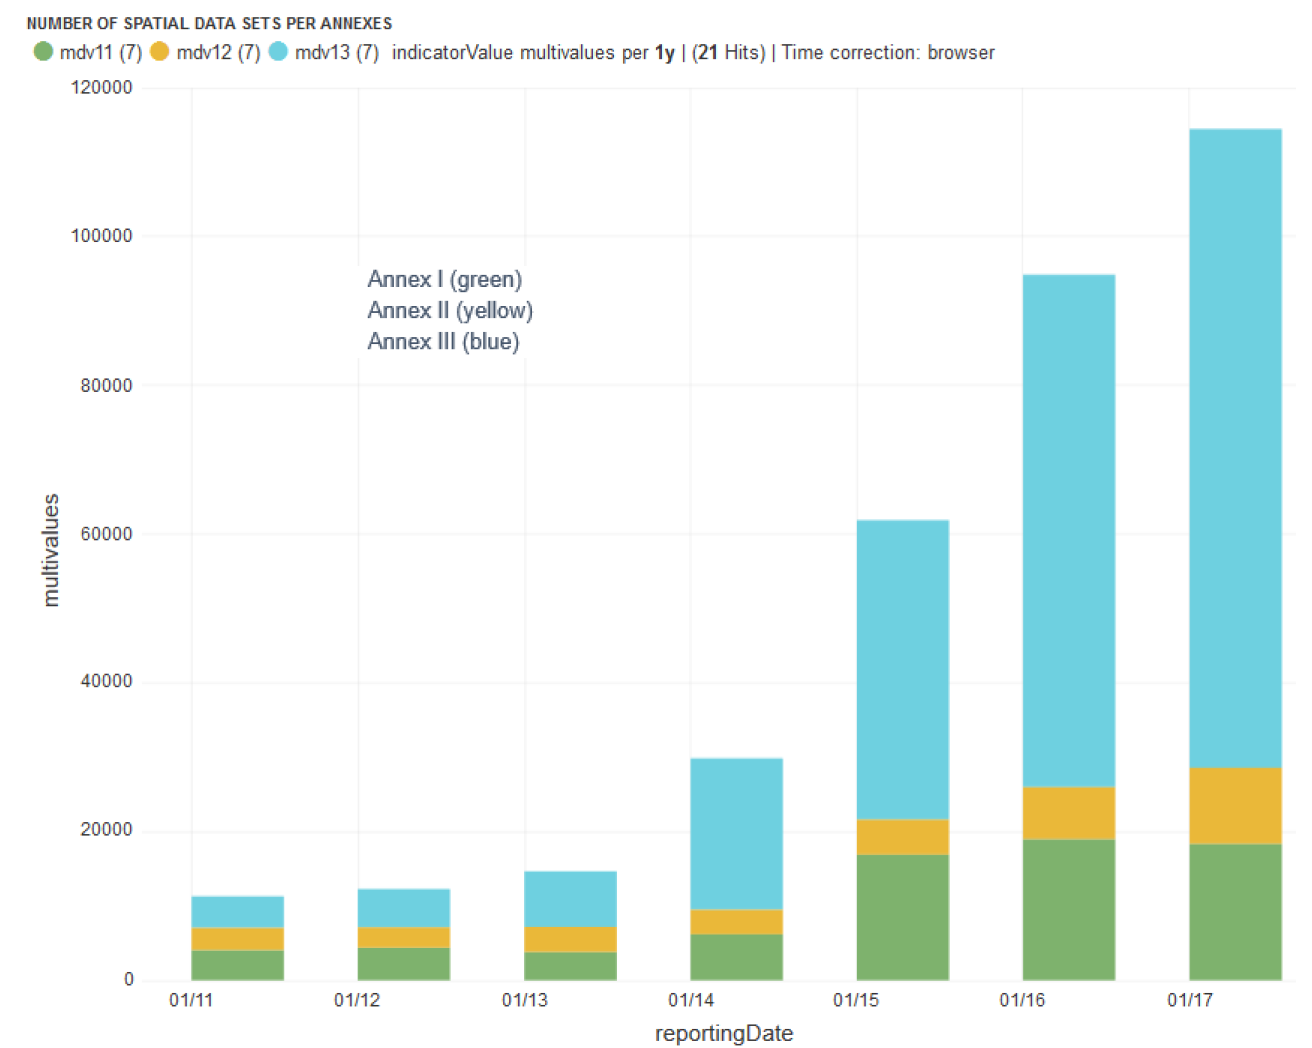 NUMBER OF SPATIAL DATA SETS PER ANNEXES
mdv11 (7) mdv12 (7) mdv13 (7) indicatorValue multivalues per 1y | (21 Hits) | Time correction: browser
120000
100000
80000
60000
40000
20000
0
multivalues
Annex I (green)
Annex II (yellow)
Annex III (blue)
01/11 01/12 01/13 01/14 01/15 01/16 01/17
reportingDate